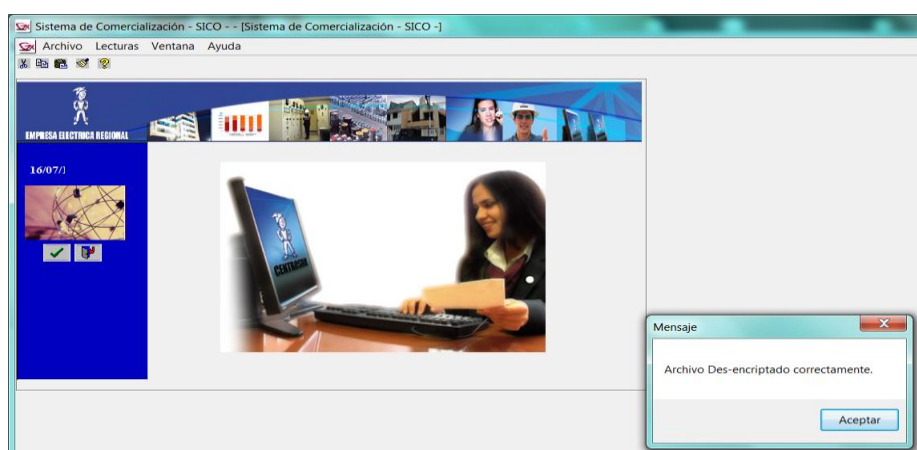 Sistema de Comercialización - SICO - - [Sistema de Comercialización - SICO -]
Archivo Lecturas Ventana Ayuda
EMPRESA ELECTRICA REGIONAL
16/07/1
CENTROSUR
Mensaje
Archivo Des-encriptado correctamente.
Aceptar